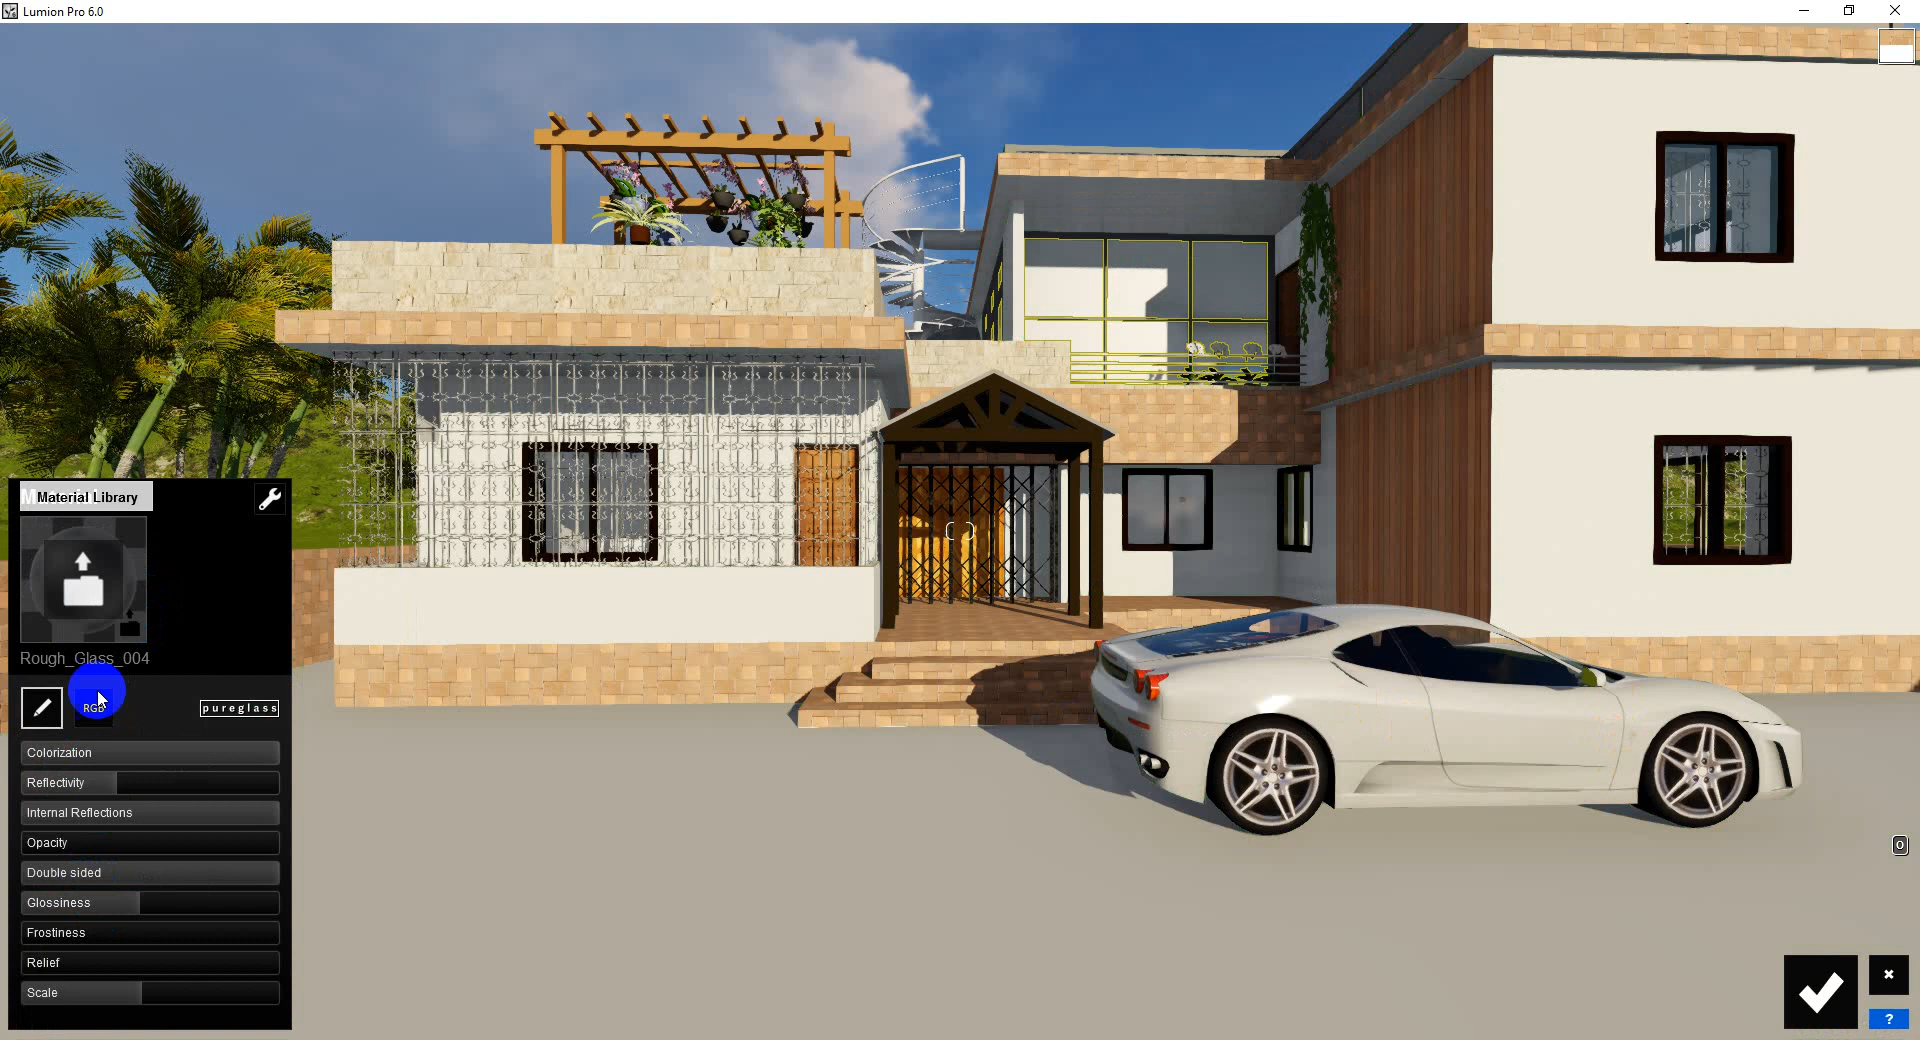 Lumion Pro 6.0
Material Library
Rough_Glass_004
RGB
pureglass
Colorization
Reflectivity
Internal Reflections
Opacity
Double sided
Glossiness
Frostiness
Relief
Scale
O
?